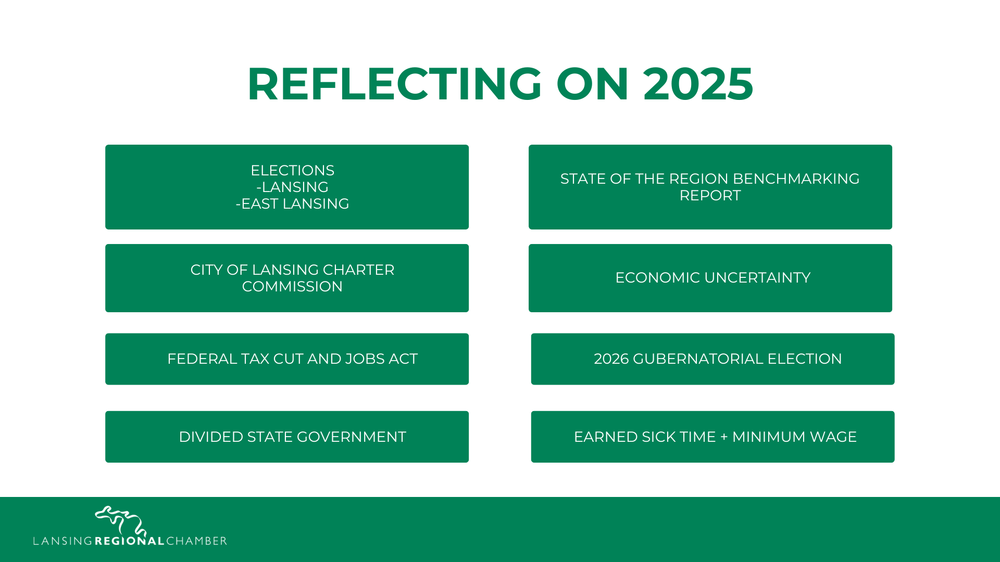 REFLECTING ON 2025
ELECTIONS
-LANSING
-EAST LANSING
STATE OF THE REGION BENCHMARKING
REPORT
CITY OF LANSING CHARTER
COMMISSION
ECONOMIC UNCERTAINTY
FEDERAL TAX CUT AND JOBS ACT
2026 GUBERNATORIAL ELECTION
DIVIDED STATE GOVERNMENT
EARNED SICK TIME + MINIMUM WAGE
LANSING REGIONAL CHAMBER